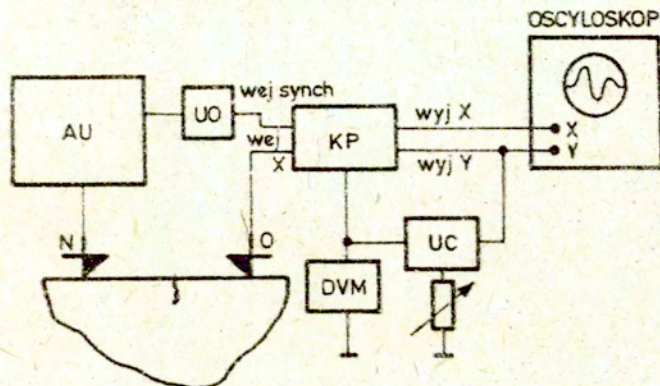 OSCYLOSKOP
wej synch
AU
UO
wej
X
KP
wyj X
wyj Y
X
Y
N
O
UC
DVM